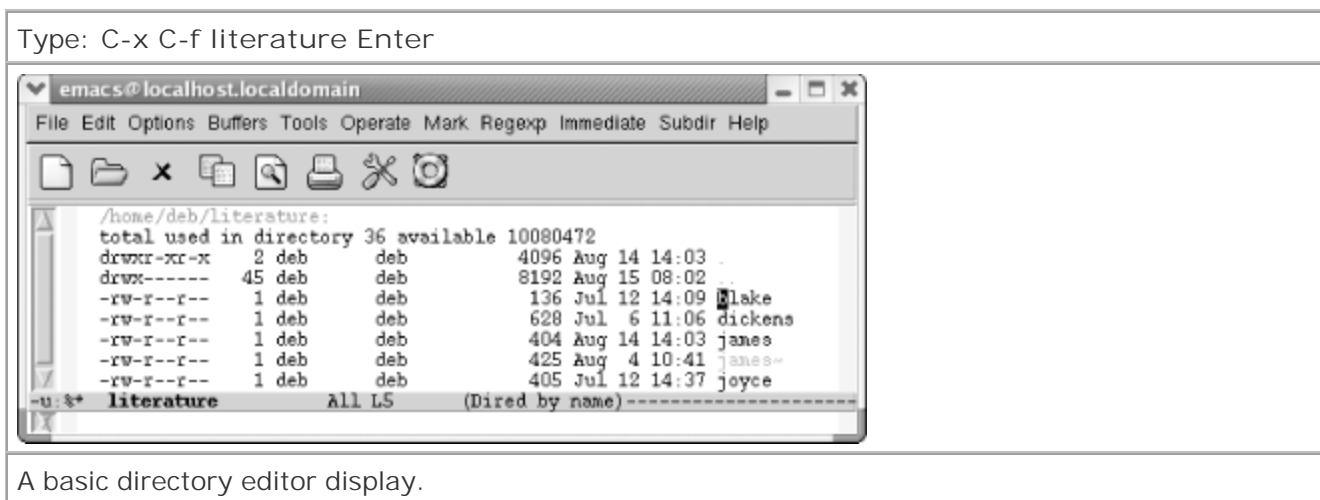 Type: C-x C-f literature Enter
emacs@localhost.localdomain
File Edit Options Buffers Tools Operate Mark Regexp Immediate Subdir Help
/home/deb/literature:
total used in directory 36 available 10080472
drwxr-xr-x 2 deb deb 4096 Aug 14 14:03 .
drwx------ 45 deb deb 8192 Aug 15 08:02 ..
-rw-r--r-- 1 deb deb 136 Jul 12 14:09 blake
-rw-r--r-- 1 deb deb 628 Jul 6 11:06 dickens
-rw-r--r-- 1 deb deb 404 Aug 14 14:03 james
-rw-r--r-- 1 deb deb 425 Aug 4 10:41 james~
-rw-r--r-- 1 deb deb 405 Jul 12 14:37 joyce
-u:%* literature All L5 (Dired by name)---------------------
A basic directory editor display.